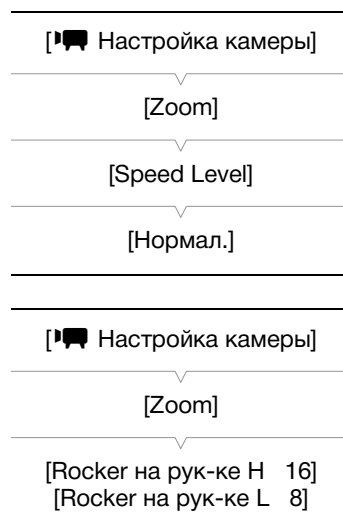 [ Настройка камеры]
[Zoom]
[Speed Level]
[Нормал.]
[ Настройка камеры]
[Zoom]
[Rocker на рук-ке H 16]
[Rocker на рук-ке L 8]